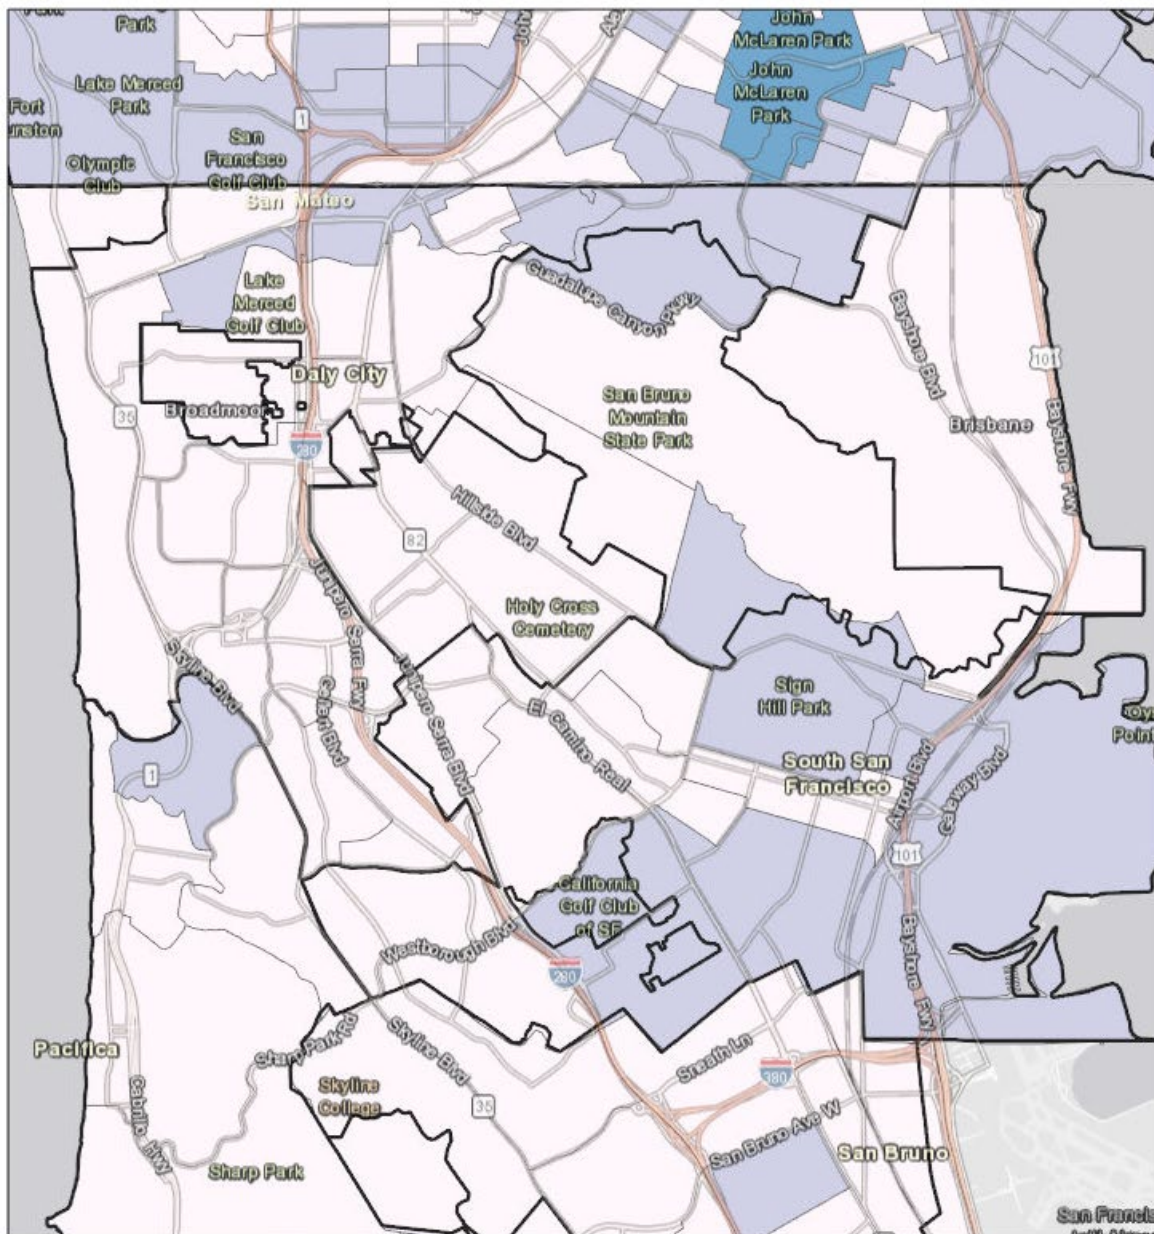 Park
Park
John
McLaren Park
John
McLaren
Park
Lake Merced
Park
Fort
1
San
Francisco
Golf Club
Olympic
Club
San Mateo
Lake
Merced
Golf Club
Guadalupe Canyon Pkwy
Bayshore Blvd
101
Daly City
35
Broadmoor
280
San Bruno
Mountain
State Park
Brisbane
Bayshore Fwy
Hillside Blvd
82
Junipero Serra Fwy
Holy Cross
Cemetery
Skyline Blvd
Junipero Serra Blvd
Callan Blvd
Sign
Hill Park
El Camino Real
1
South San
Francisco
Airport Blvd
Gateway Blvd
101
California
Golf Club
of SF
Westborough Blvd
280
Bayshore Fwy
Pacifica
Sharp Park Rd
Skyline Blvd
Sneath Ln
380
Skyline
College
35
Cabrillo Hwy
San Bruno Ave W
San Bruno
Sharp Park